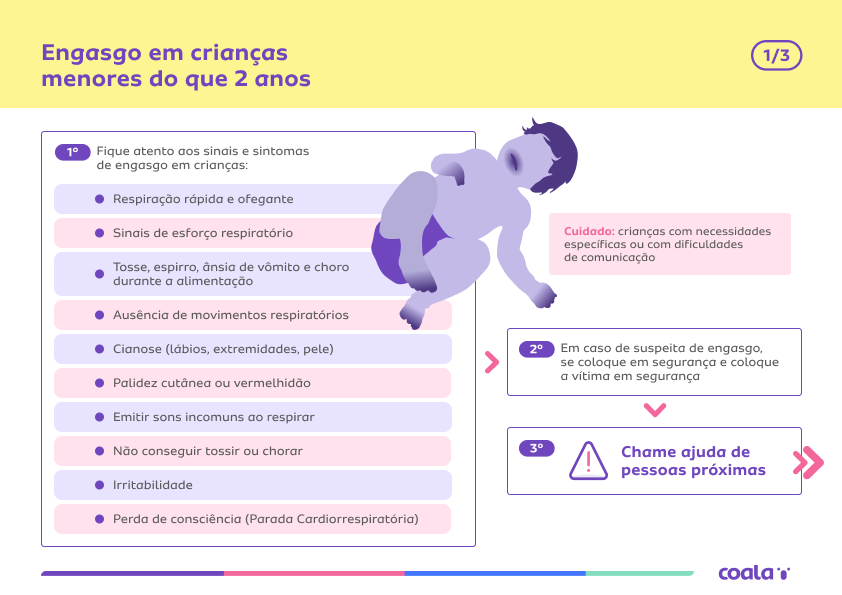 Engasgo em crianças
menores do que 2 anos
1/3
1º
Fique atento aos sinais e sintomas
de engasgo em crianças:
Respiração rápida e ofegante
Sinais de esforço respiratório
Tosse, espirro, ânsia de vômito e choro
durante a alimentação
Ausência de movimentos respiratórios
Cianose (lábios, extremidades, pele)
Palidez cutânea ou vermelhidão
Emitir sons incomuns ao respirar
Não conseguir tossir ou chorar
Irritabilidade
Perda de consciência (Parada Cardiorrespiratória)
Cuidado: crianças com necessidades
específicas ou com dificuldades
de comunicação
2º
Em caso de suspeita de engasgo,
se coloque em segurança e coloque
a vítima em segurança
3º
Chame ajuda de
pessoas próximas
coala